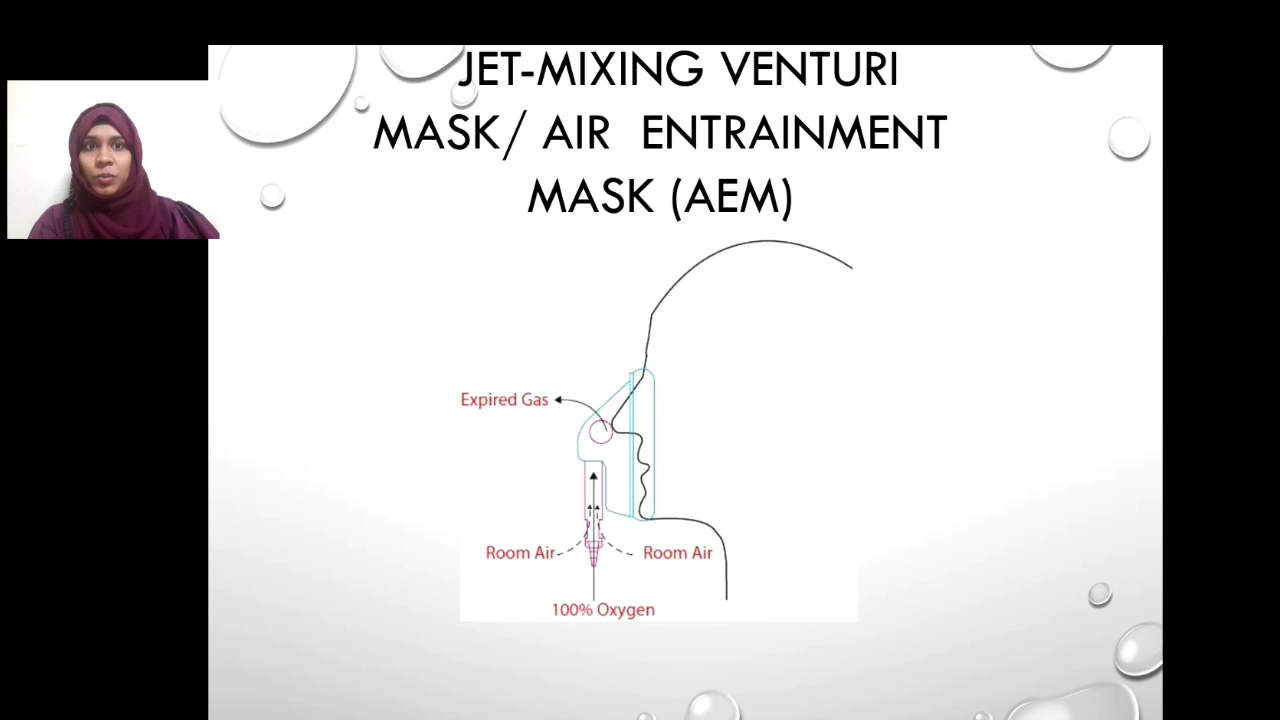 JET-MIXING VENTURI
MASK/ AIR ENTRAINMENT
MASK (AEM)
Expired Gas
Room Air
Room Air
100% Oxygen